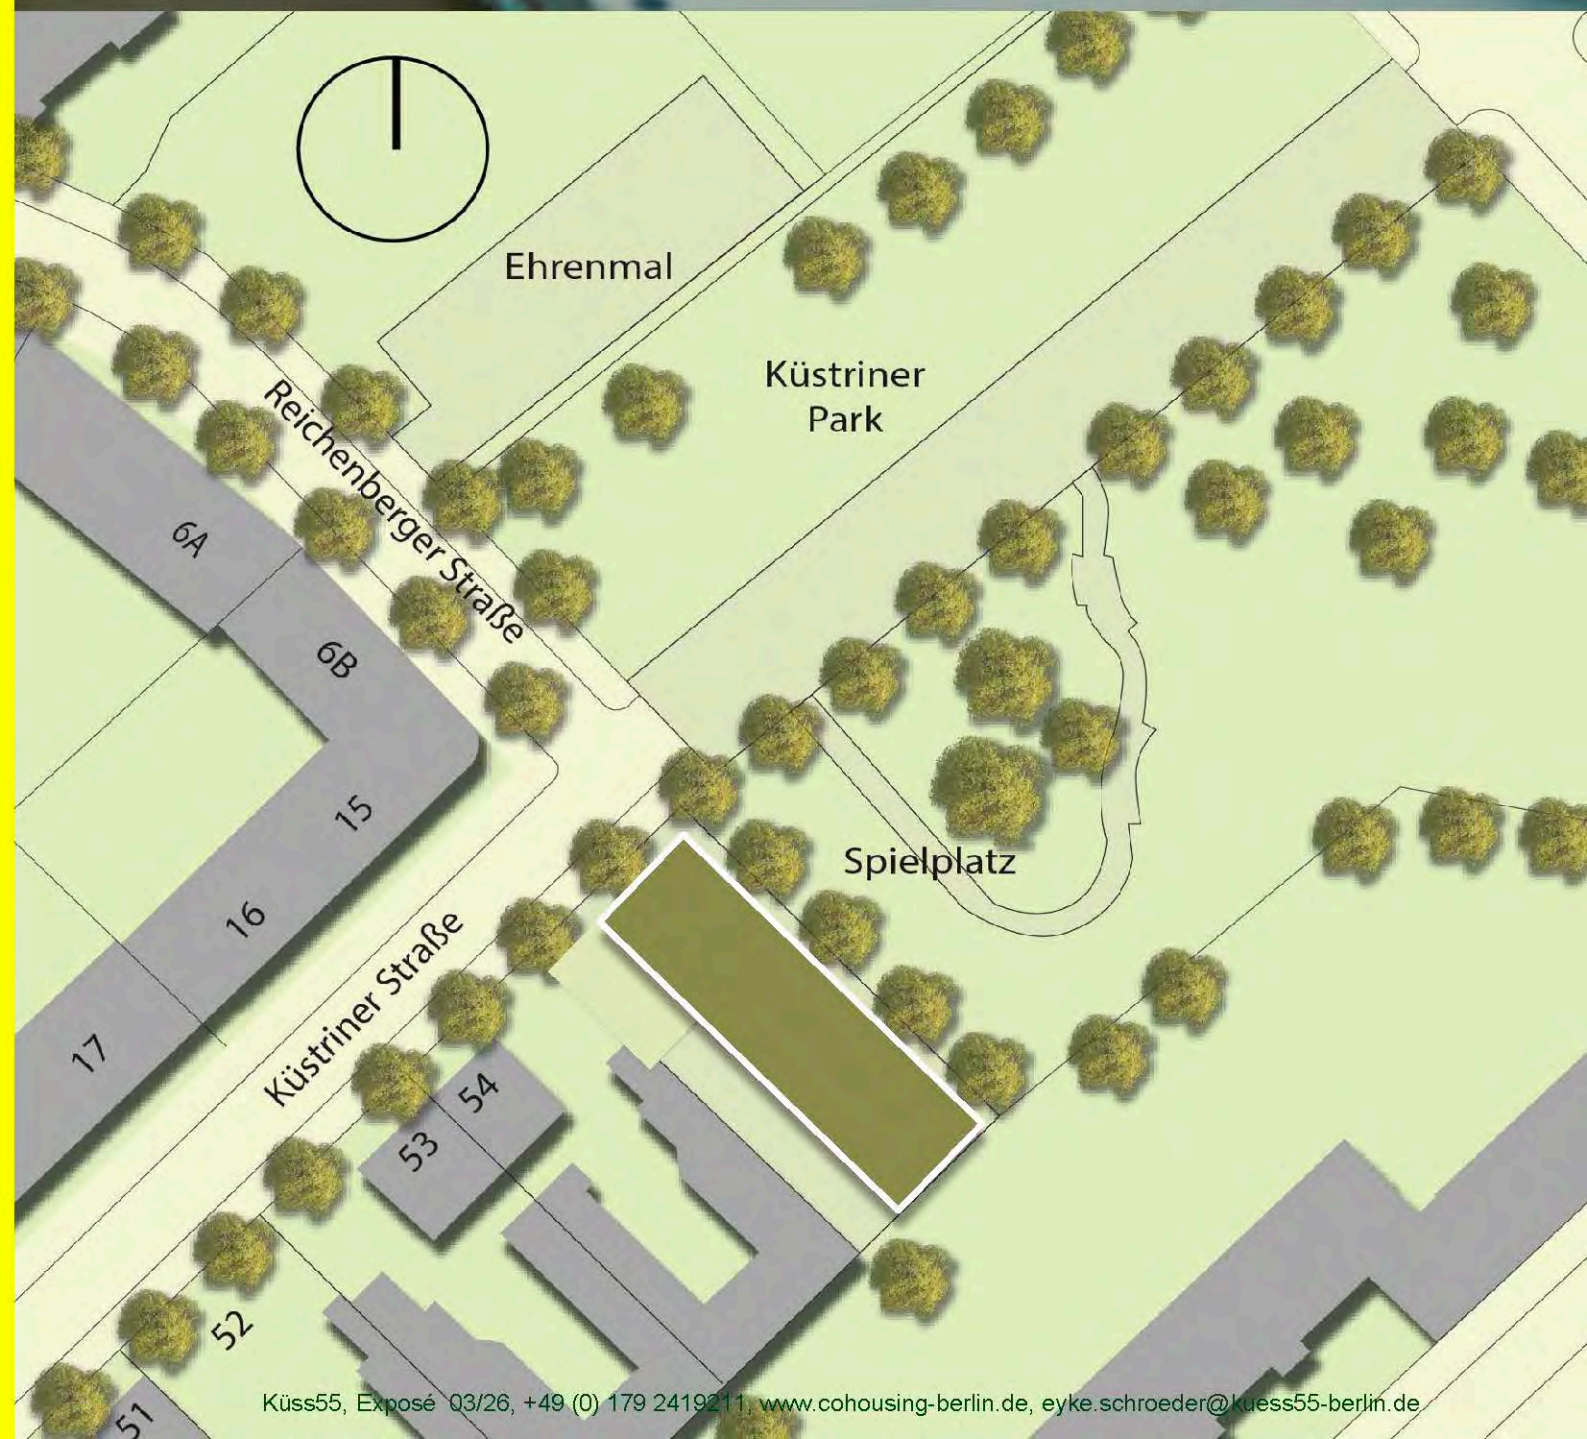 Ehrenmal
Küstriner
Park
Reichenberger Straße
6A
6B
15
Spielplatz
16
Küstriner Straße
17
54
53
52
51
Küss55, Exposé 03/26, +49 (0) 179 2419211, www.cohousing-berlin.de, eyke.schroeder@kuess55-berlin.de